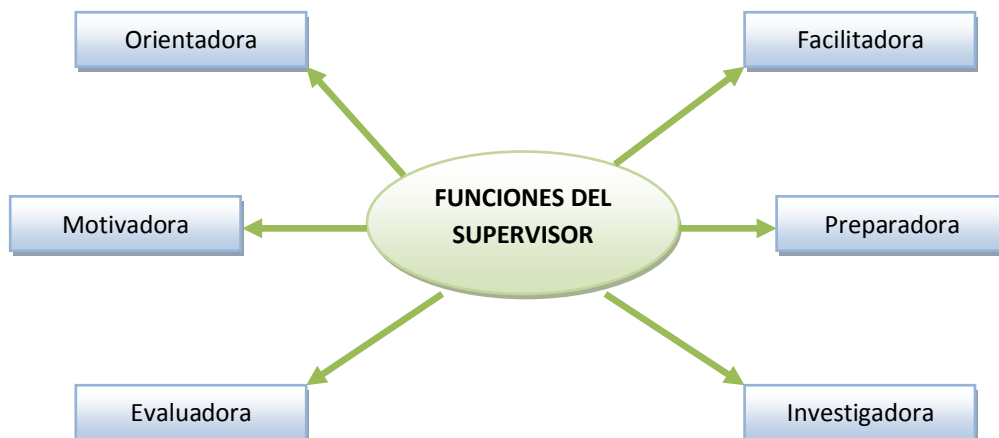 Orientadora
Facilitadora
FUNCIONES DEL
SUPERVISOR
Motivadora
Preparadora
Evaluadora
Investigadora